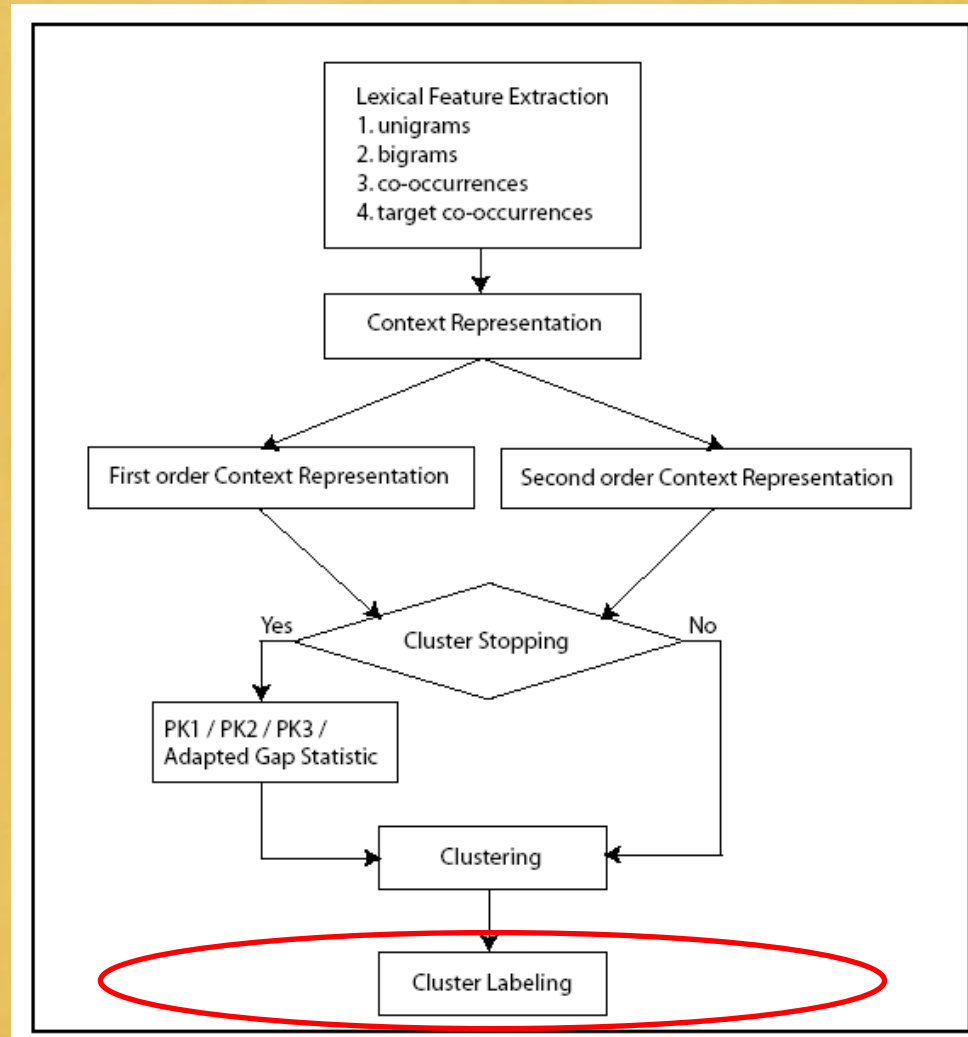 Lexical Feature Extraction
1. unigrams
2. bigrams
3. co-occurrences
4. target co-occurrences
Context Representation
First order Context Representation
Second order Context Representation
Yes
Cluster Stopping
No
PK1 / PK2 / PK3 /
Adapted Gap Statistic
Clustering
Cluster Labeling